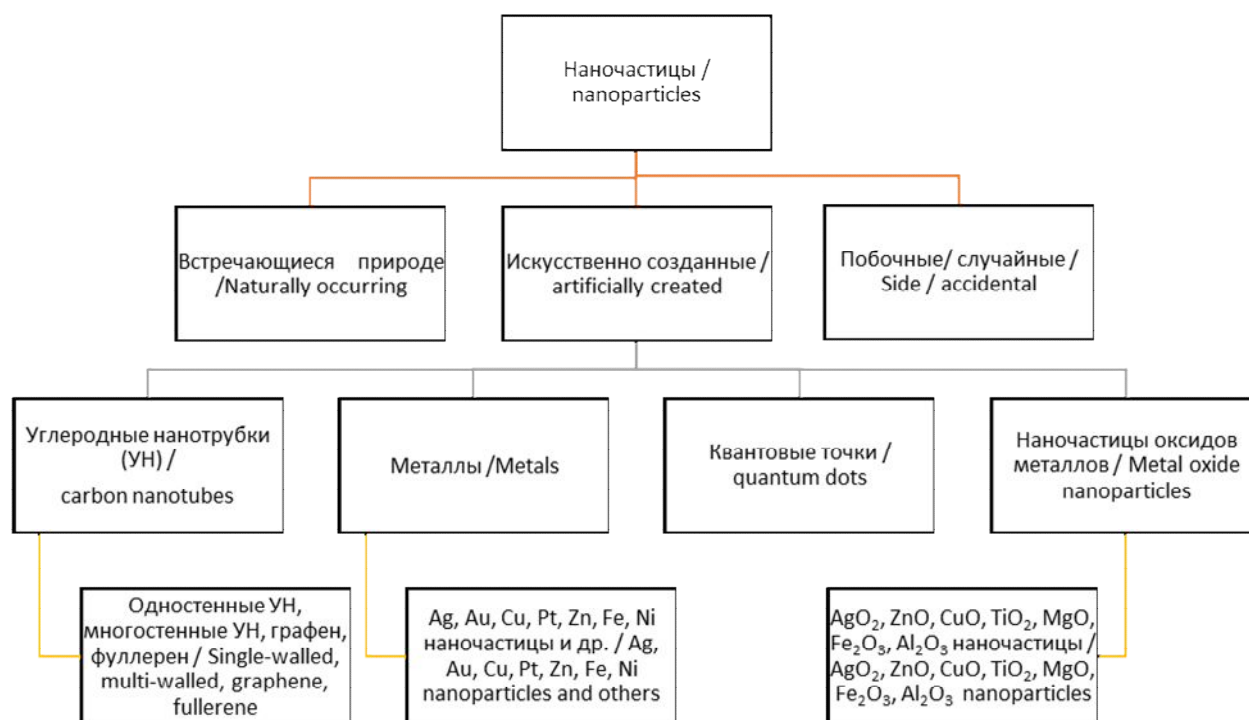 Наночастицы /
nanoparticles
Встречающиеся природе
/Naturally occurring
Искусственно созданные /
artificially created
Побочные/ случайные /
Side / accidental
Углеродные нанотрубки
(УН) /
carbon nanotubes
Металлы /Metals
Квантовые точки /
quantum dots
Наночастицы оксидов
металлов / Metal oxide
nanoparticles
Одностенные УН,
многостенные УН, графен,
фуллерен / Single-walled,
multi-walled, graphene,
fullerene
Ag, Au, Cu, Pt, Zn, Fe, Ni
наночастицы и др. / Ag,
Au, Cu, Pt, Zn, Fe, Ni
nanoparticles and others
AgO₂, ZnO, CuO, TiO₂, MgO,
Fe₂O₃, Al₂O₃ наночастицы /
AgO₂, ZnO, CuO, TiO₂, MgO,
Fe₂O₃, Al₂O₃ nanoparticles